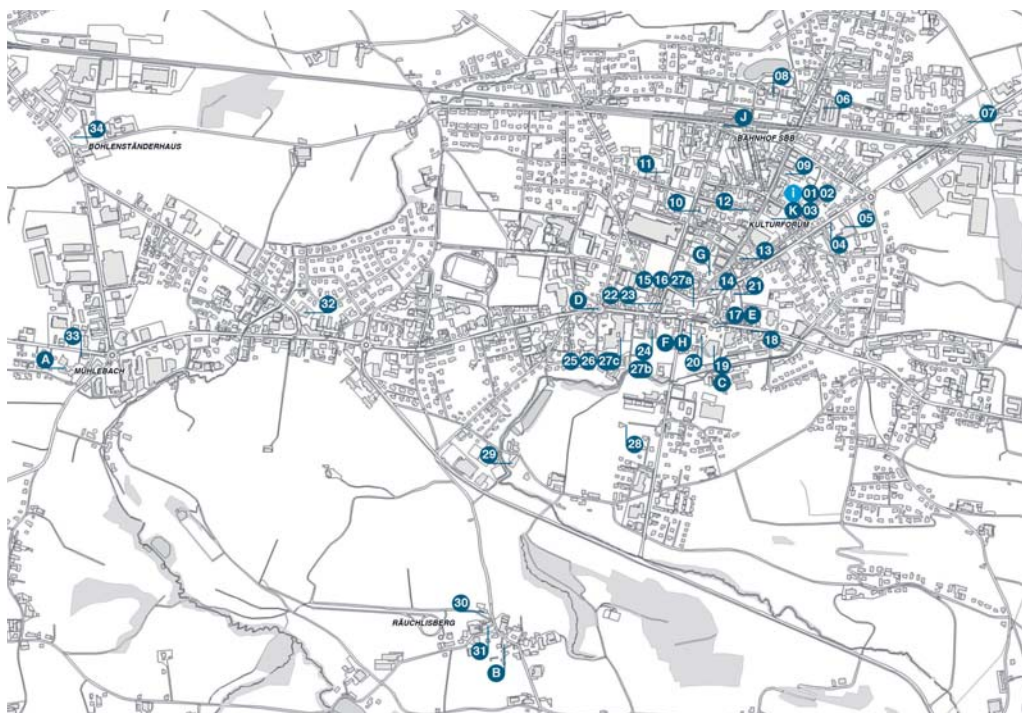 08
06
07
J
BAHNHOF SBB
34
BOHLENSTÄNDERHAUS
11
09
i 01 02
10
12
K 03
KULTURFORUM
05
04
13
G
15 16 27a
14 21
D
22 23
32
17 E
33
F H
18
A
25 26 27c
24
20
19
MÜHLEBACH
27b
C
28
29
30
RÄUCHLISBERG
31
B